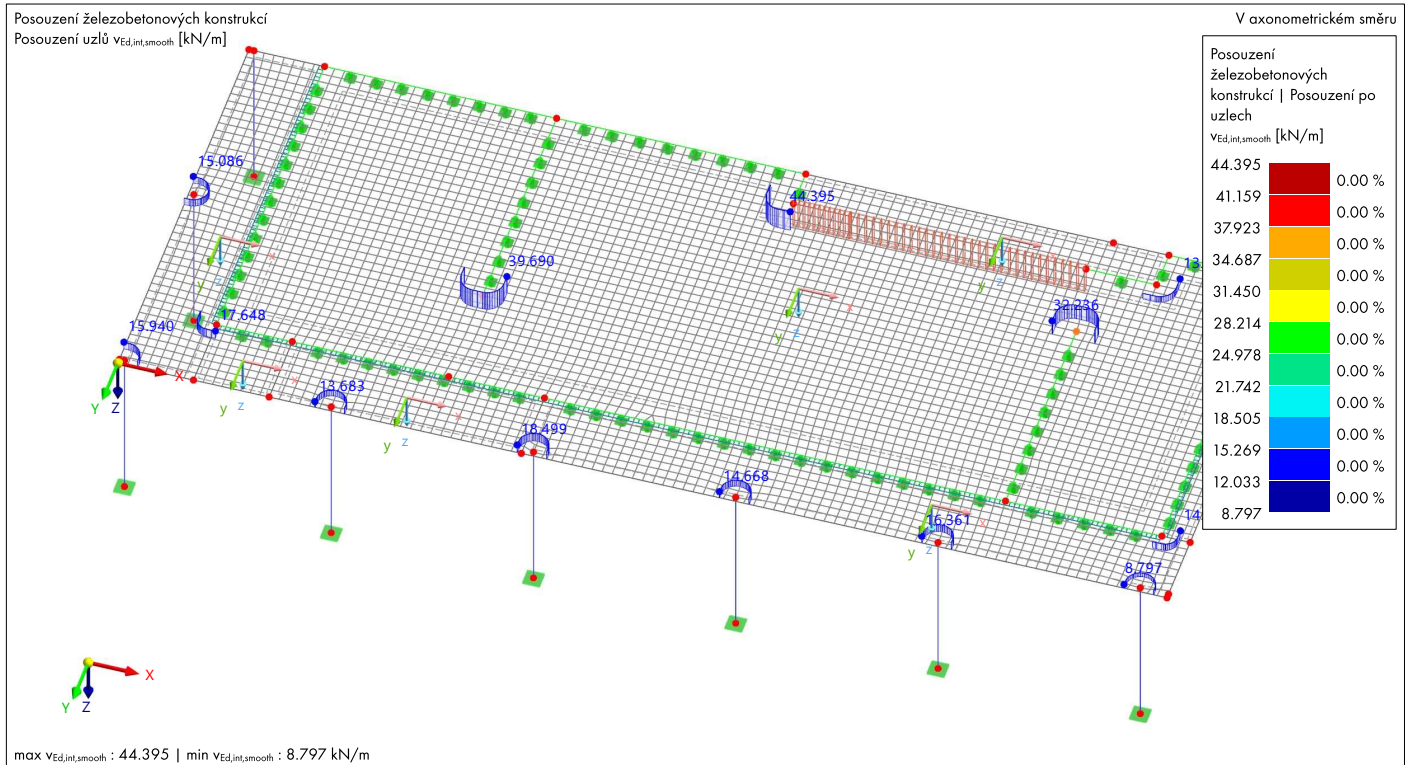 Posouzení železobetonových konstrukcí
Posouzení uzlů vEd,int,smooth [kN/m]
V axonometrickém směru
Posouzení
železobetonových
konstrukcí | Posouzení po
uzlech
vEd,int,smooth [kN/m]
44.395
41.159
37.923
34.687
31.450
28.214
24.978
21.742
18.505
15.269
12.033
8.797
0.00 %
0.00 %
0.00 %
0.00 %
0.00 %
0.00 %
0.00 %
0.00 %
0.00 %
0.00 %
0.00 %
15.086
44.395
39.690
13.
32.236
17.648
15.940
13.683
18.499
14.668
16.361
14
8.797
x
y
z
x
y
z
x
y
z
x
y
z
x
y
z
x
y
z
X
Y
Z
X
Y
Z
max vEd,int,smooth : 44.395 | min vEd,int,smooth : 8.797 kN/m